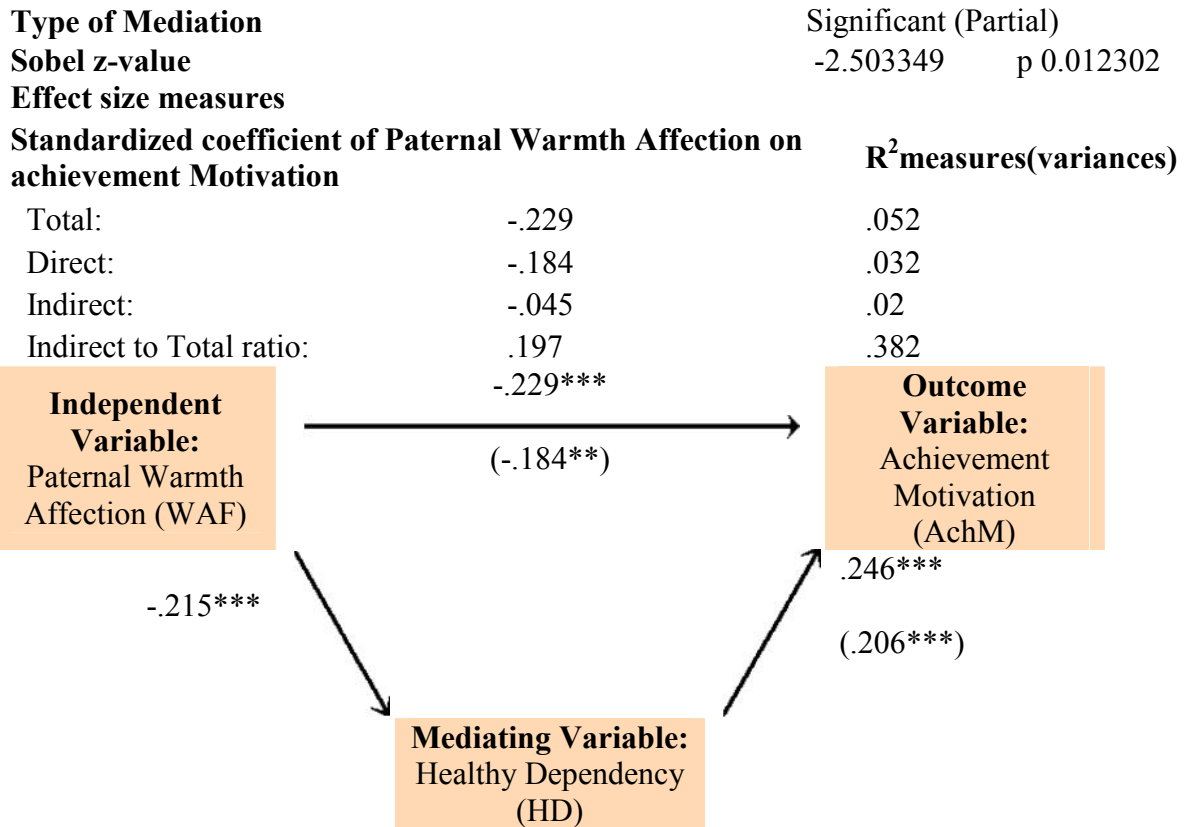 Type of Mediation Significant (Partial)
Sobel z-value -2.503349 p 0.012302
Effect size measures
Standardized coefficient of Paternal Warmth Affection on
achievement Motivation R²measures(variances)
Total: -.229 .052
Direct: -.184 .032
Indirect: -.045 .02
Indirect to Total ratio: .197 .382
-.229***
(-.184**)
Independent
Variable:
Paternal Warmth
Affection (WAF)
Outcome
Variable:
Achievement
Motivation
(AchM)
-.215***
.246***
(.206***)
Mediating Variable:
Healthy Dependency
(HD)